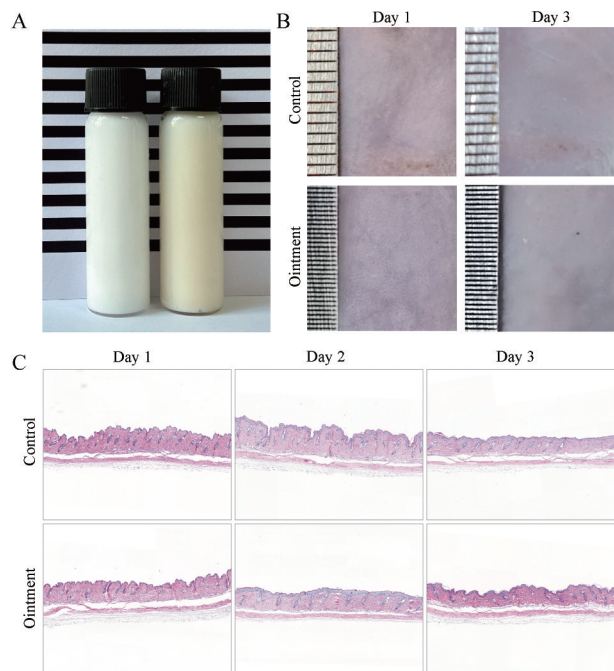 A
B
Day 1
Day 3
Control
Ointment
C
Day 1
Day 2
Day 3
Control
Ointment